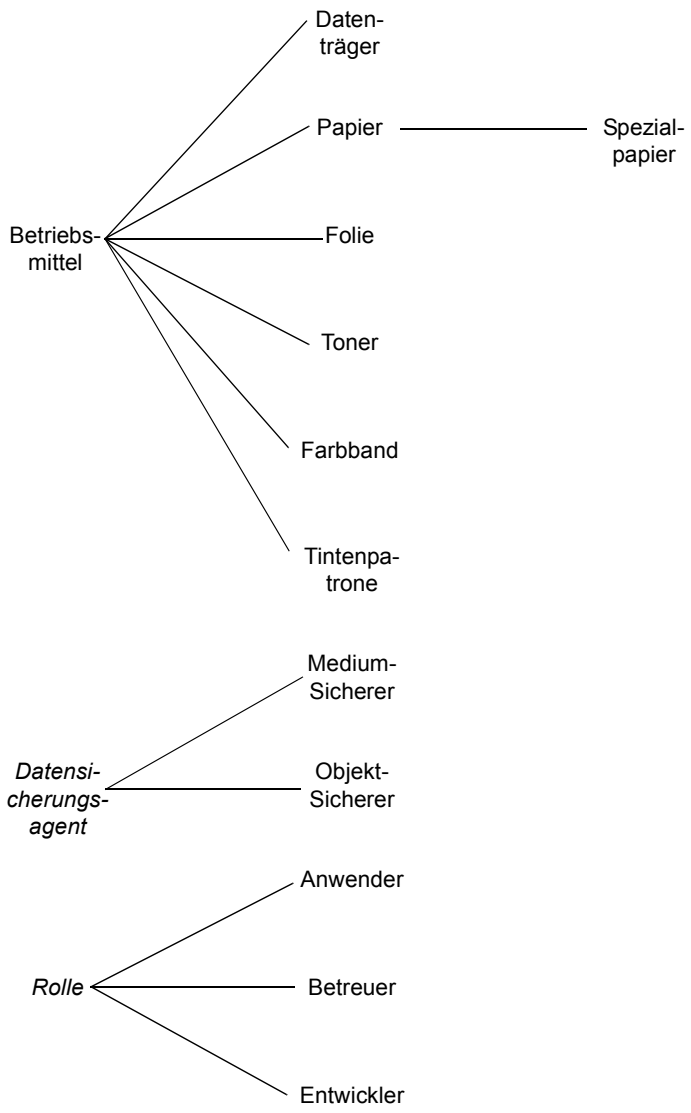 Daten-
träger
Papier
Spezial-
papier
Betriebs-
mittel
Folie
Toner
Farbband
Tintenpa-
trone
Medium-
Sicherer
Datensi-
cherungs-
agent
Objekt-
Sicherer
Anwender
Rolle
Betreuer
Entwickler